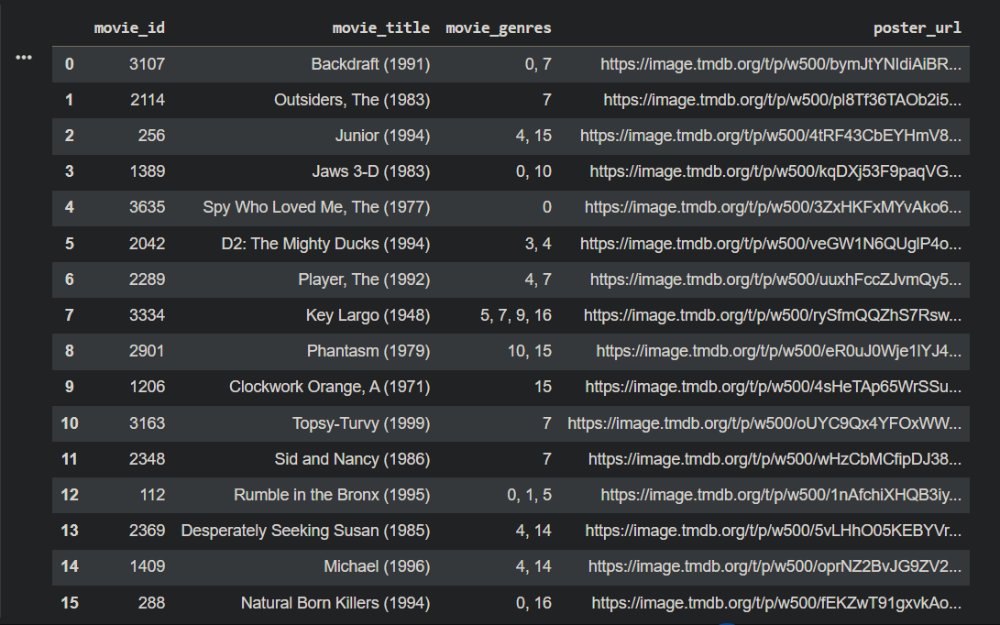 movie_id movie_title movie_genres poster_url
0 3107 Backdraft (1991) 0, 7 https://image.tmdb.org/t/p/w500/bymJtYNIdiAiBR...
1 2114 Outsiders, The (1983) 7 https://image.tmdb.org/t/p/w500/pl8Tf36TAOb2i5...
2 256 Junior (1994) 4, 15 https://image.tmdb.org/t/p/w500/4tRF43CbEYHmV8...
3 1389 Jaws 3-D (1983) 0, 10 https://image.tmdb.org/t/p/w500/kqDXj53F9paqVG...
4 3635 Spy Who Loved Me, The (1977) 0 https://image.tmdb.org/t/p/w500/3ZxHKFxMYvAko6...
5 2042 D2: The Mighty Ducks (1994) 3, 4 https://image.tmdb.org/t/p/w500/veGW1N6QUglP4o...
6 2289 Player, The (1992) 4, 7 https://image.tmdb.org/t/p/w500/uuxhFccZJvmQy5...
7 3334 Key Largo (1948) 5, 7, 9, 16 https://image.tmdb.org/t/p/w500/rySfmQQZhS7Rsw...
8 2901 Phantasm (1979) 10, 15 https://image.tmdb.org/t/p/w500/eR0uJ0Wje1lYJ4...
9 1206 Clockwork Orange, A (1971) 15 https://image.tmdb.org/t/p/w500/4sHeTAp65WrSSu...
10 3163 Topsy-Turvy (1999) 7 https://image.tmdb.org/t/p/w500/oUYC9Qx4YFOxWW...
11 2348 Sid and Nancy (1986) 7 https://image.tmdb.org/t/p/w500/wHzCbMCfipDJ38...
12 112 Rumble in the Bronx (1995) 0, 1, 5 https://image.tmdb.org/t/p/w500/1nAfchiXHQB3iy...
13 2369 Desperately Seeking Susan (1985) 4, 14 https://image.tmdb.org/t/p/w500/5vLHhO05KEBYVr...
14 1409 Michael (1996) 4, 14 https://image.tmdb.org/t/p/w500/oprNZ2BvJG9ZV2...
15 288 Natural Born Killers (1994) 0, 16 https://image.tmdb.org/t/p/w500/fEKZwT91gxvkAo...